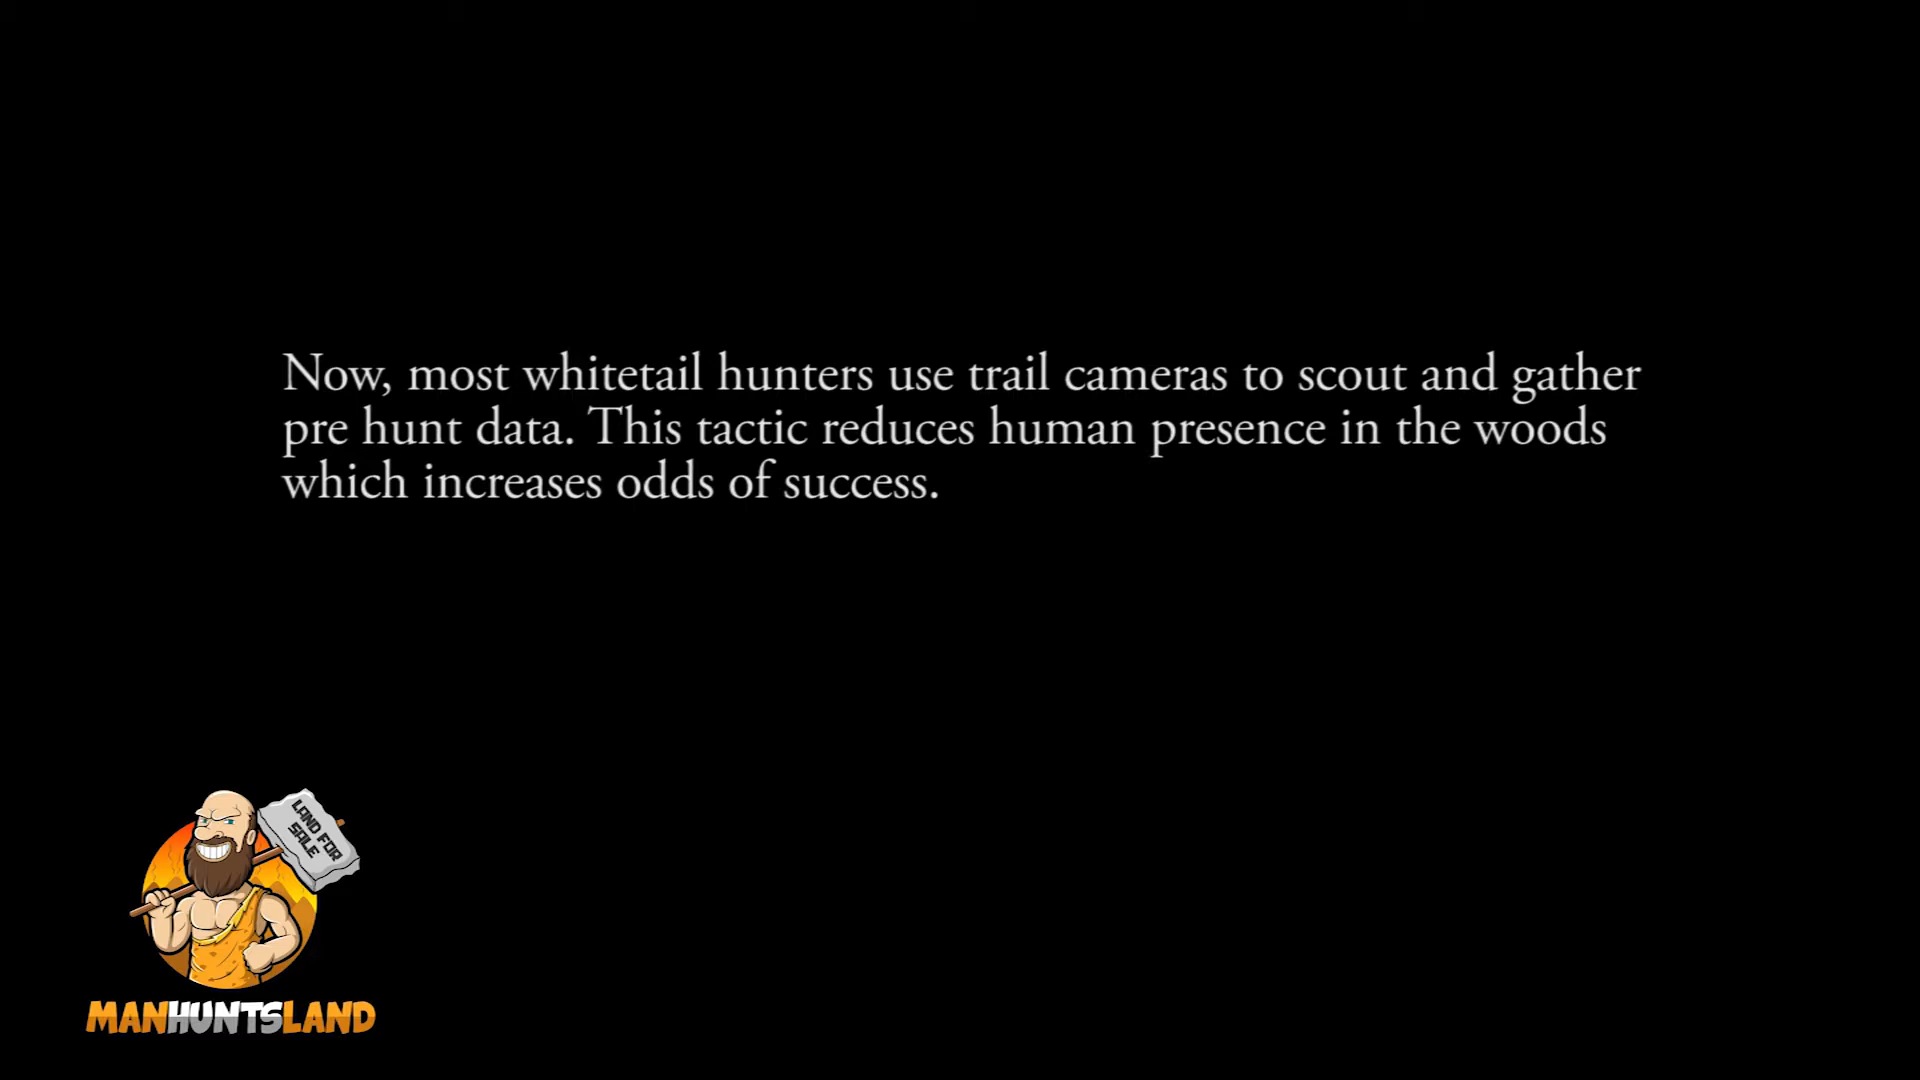 Now, most whitetail hunters use trail cameras to scout and gather
pre hunt data. This tactic reduces human presence in the woods
which increases odds of success.
LAND FOR
SALE
MANHUNTSLAND